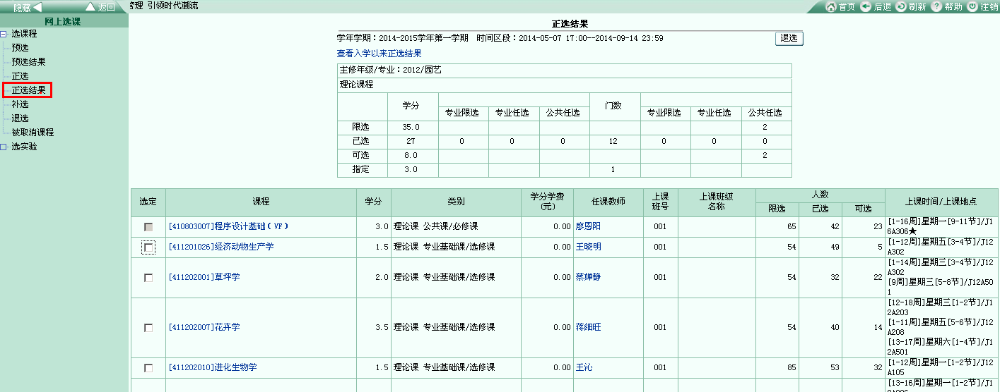 隐藏 返回 管理 引领时代潮流 首页 后退 刷新 帮助 注销
网上选课
选课程
预选
预选结果
正选
正选结果
补选
退选
被取消课程
选实验
正选结果
学年学期：2014-2015学年第一学期 时间区段：2014-05-07 17:00--2014-09-14 23:59 退选
查看入学以来正选结果
主修年级/专业：2012/园艺
理论课程
学分 门数
专业限选 专业任选 公共任选 专业限选 专业任选 公共任选
限选 35.0 2
已选 27 0 0 0 12 0 0 0
可选 8.0 2
指定 3.0 1
选定 课程 学分 类别 学分学费(元) 任课教师 上课班号 上课班级名称 人数 上课时间/上课地点
限选 已选 可选
[410803007]程序设计基础(VF) 3.0 理论课 公共课/必修课 0.00 廖恩阳 001 65 42 23 [1-16周]星期一[9-11节]/J1
6A306★
[411201026]经济动物生产学 1.5 理论课 专业基础课/选修课 0.00 王晓明 001 54 49 5 [1-12周]星期五[3-4节]/J12
A302
[411202001]草坪学 2.0 理论课 专业基础课/选修课 0.00 蔡婵静 001 54 32 22 [1-14周]星期三[3-4节]/J12
A302
[9周]星期三[5-8节]/J12A50
1
[411202007]花卉学 3.5 理论课 专业基础课/选修课 0.00 蒋细旺 001 54 40 14 [12-18周]星期三[1-2节]/J1
2A203
[1-11周]星期五[5-6节]/J12
A208
[13-17周]星期六[1-4节]/J1
2A501
[411202010]进化生物学 1.5 理论课 专业基础课/选修课 0.00 王沁 001 85 53 32 [1-12周]星期一[1-2节]/J12
A105
[13-16周]星期一[1-2节]/J1